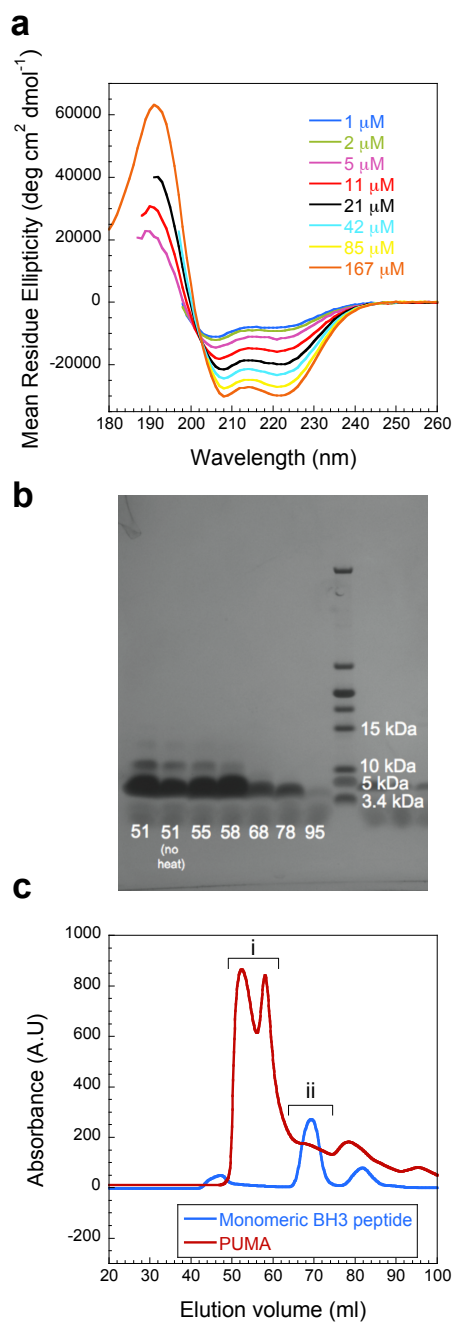 a
Mean Residue Ellipticity (deg cm² dmol⁻¹)
60000
40000
20000
0
-20000
1 μM
2 μM
5 μM
11 μM
21 μM
42 μM
85 μM
167 μM
180 190 200 210 220 230 240 250 260
Wavelength (nm)
b
15 kDa
10 kDa
5 kDa
3.4 kDa
51 51 55 58 68 78 95
(no
heat)
c
Absorbance (A.U)
1000
800
600
400
200
0
-200
i
ii
Monomeric BH3 peptide
PUMA
20 30 40 50 60 70 80 90 100
Elution volume (ml)